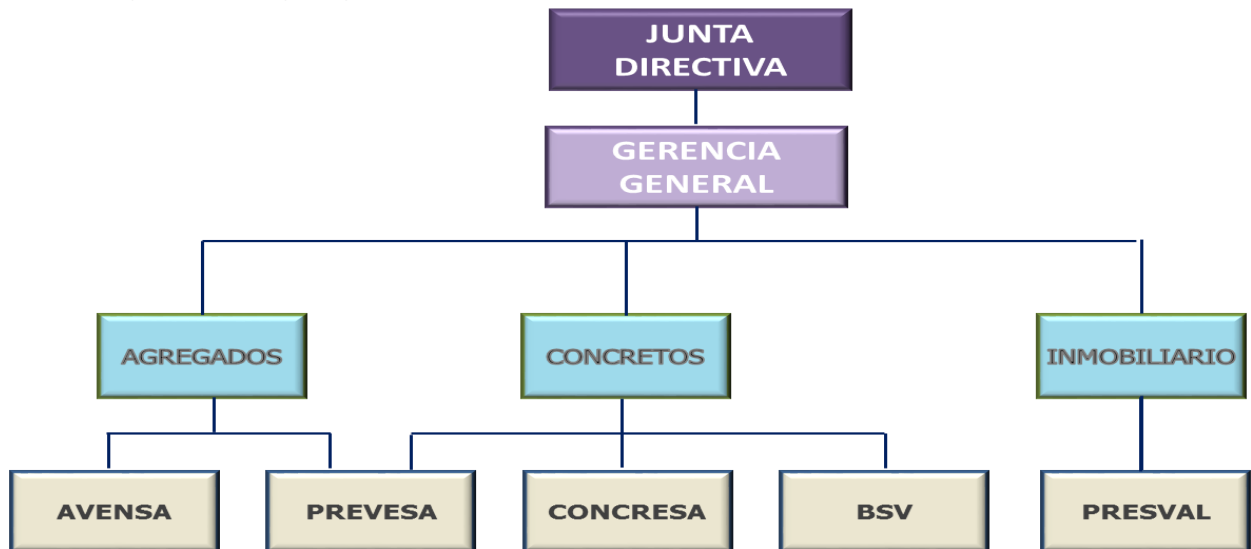 JUNTA
DIRECTIVA
GERENCIA
GENERAL
AGREGADOS
CONCRETOS
INMOBILIARIO
AVENSA
PREVESA
CONCRESA
BSV
PRESVAL